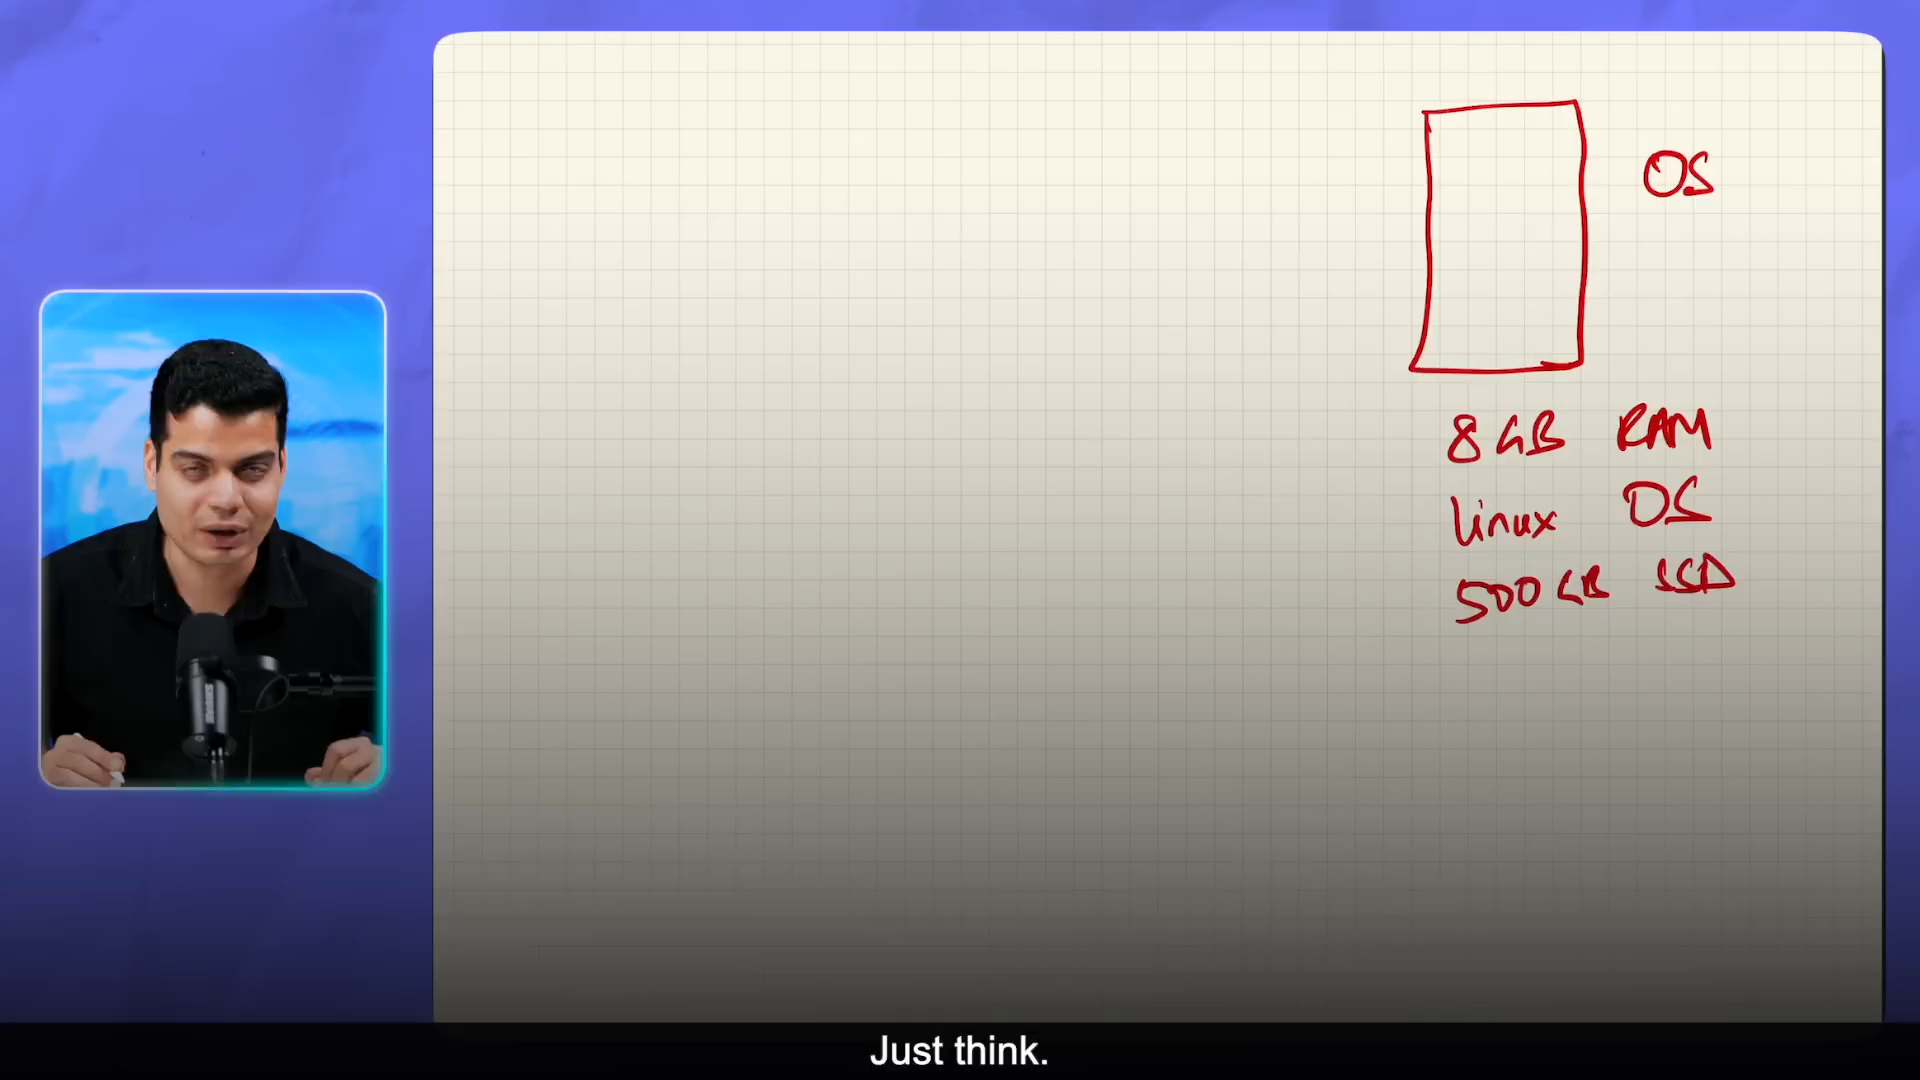 OS
8 GB RAM
Linux OS
500 GB SSD
Just think.